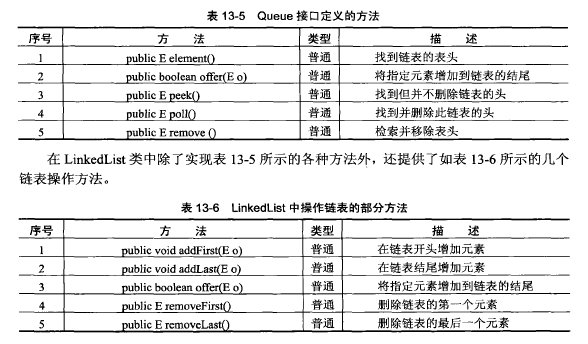 表 13-5 Queue 接口定义的方法
序号 方 法 类型 描 述
1 public E element() 普通 找到链表的表头
2 public boolean offer(E o) 普通 将指定元素增加到链表的结尾
3 public E peek() 普通 找到但并不删除链表的头
4 public E poll() 普通 找到并删除此链表的头
5 public E remove () 普通 检索并移除表头
在 LinkedList 类中除了实现表 13-5 所示的各种方法外，还提供了如表 13-6 所示的几个
链表操作方法。
表 13-6 LinkedList 中操作链表的部分方法
序号 方 法 类型 描 述
1 public void addFirst(E o) 普通 在链表开头增加元素
2 public void addLast(E o) 普通 在链表结尾增加元素
3 public boolean offer(E o) 普通 将指定元素增加到链表的结尾
4 public E removeFirst() 普通 删除链表的第一个元素
5 public E removeLast() 普通 删除链表的最后一个元素